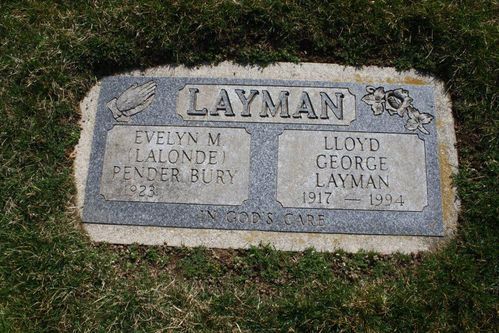 LAYMAN
EVELYN M.
(LALONDE)
PENDER BURY
1923
LLOYD
GEORGE
LAYMAN
1917 — 1994
IN GOD'S CARE